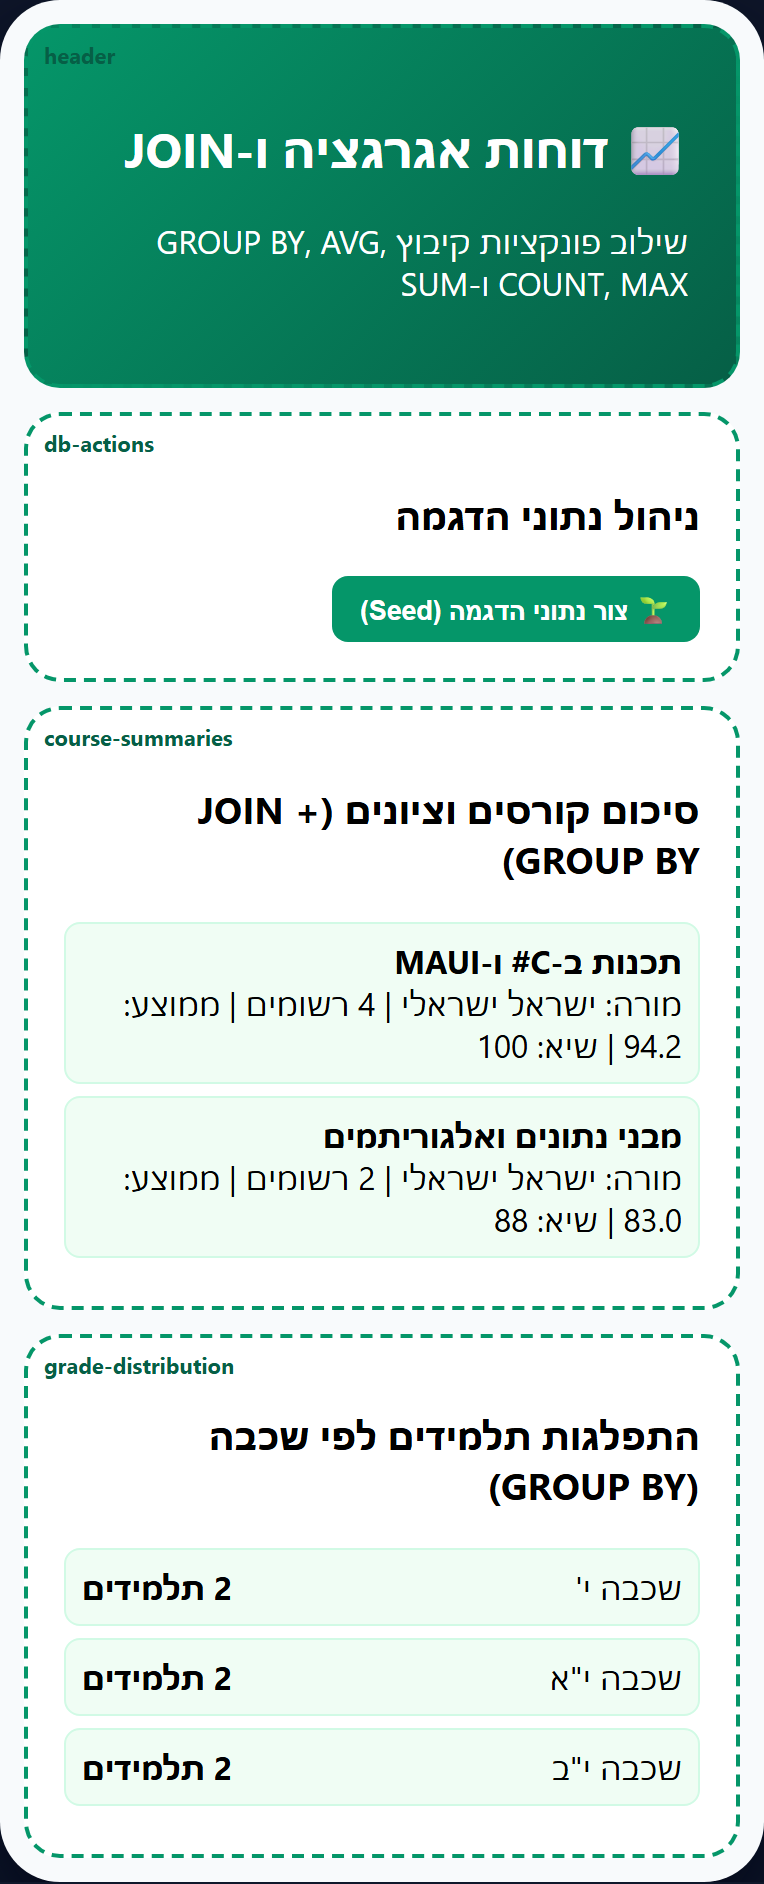 header
📈 דוחות אגרגציה ו-JOIN
שילוב פונקציות קיבוץ GROUP BY, AVG,
COUNT, MAX ו-SUM
db-actions
ניהול נתוני הדגמה
🌱 צור נתוני הדגמה (Seed)
course-summaries
סיכום קורסים וציונים (JOIN +
GROUP BY)
תכנות ב-C# ו-MAUI
מורה: ישראל ישראלי | 4 רשומים | ממוצע:
94.2 | שיא: 100
מבני נתונים ואלגוריתמים
מורה: ישראל ישראלי | 2 רשומים | ממוצע:
83.0 | שיא: 88
grade-distribution
התפלגות תלמידים לפי שכבה
(GROUP BY)
שכבה י' 2 תלמידים
שכבה י"א 2 תלמידים
שכבה י"ב 2 תלמידים